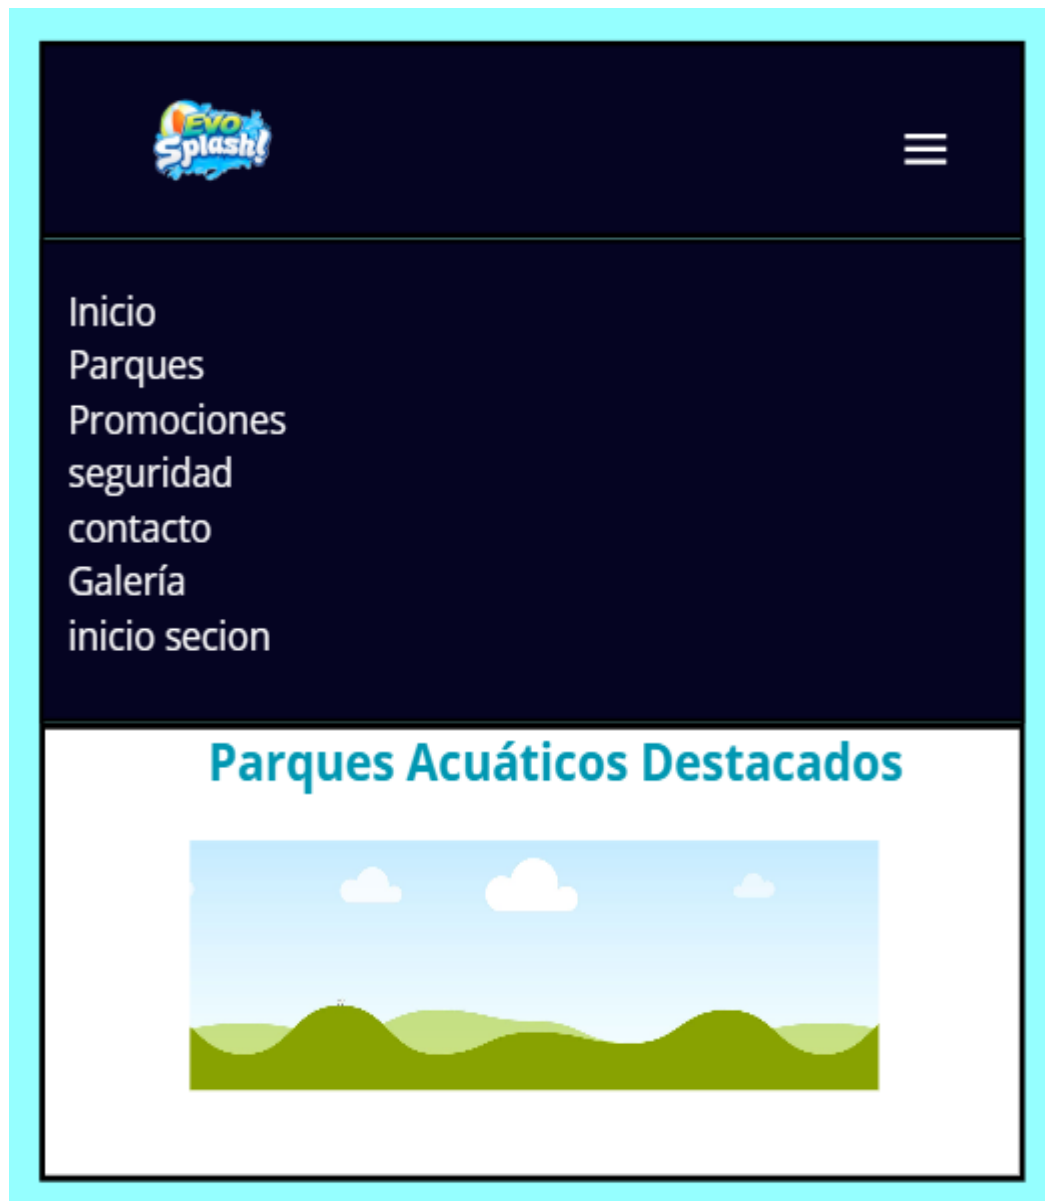 EVO
Splash!
Inicio
Parques
Promociones
seguridad
contacto
Galería
inicio secion
Parques Acuáticos Destacados